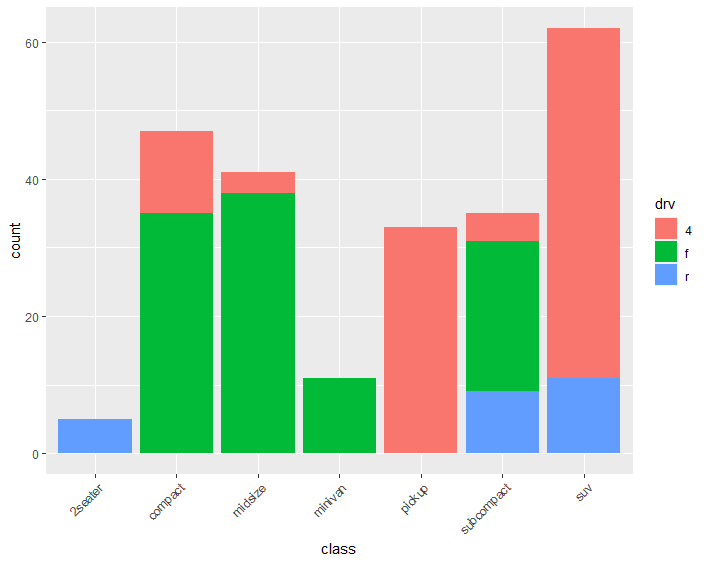 60
40
20
0
count
2seater
compact
midsize
minivan
pickup
subcompact
suv
class
drv
4
f
r